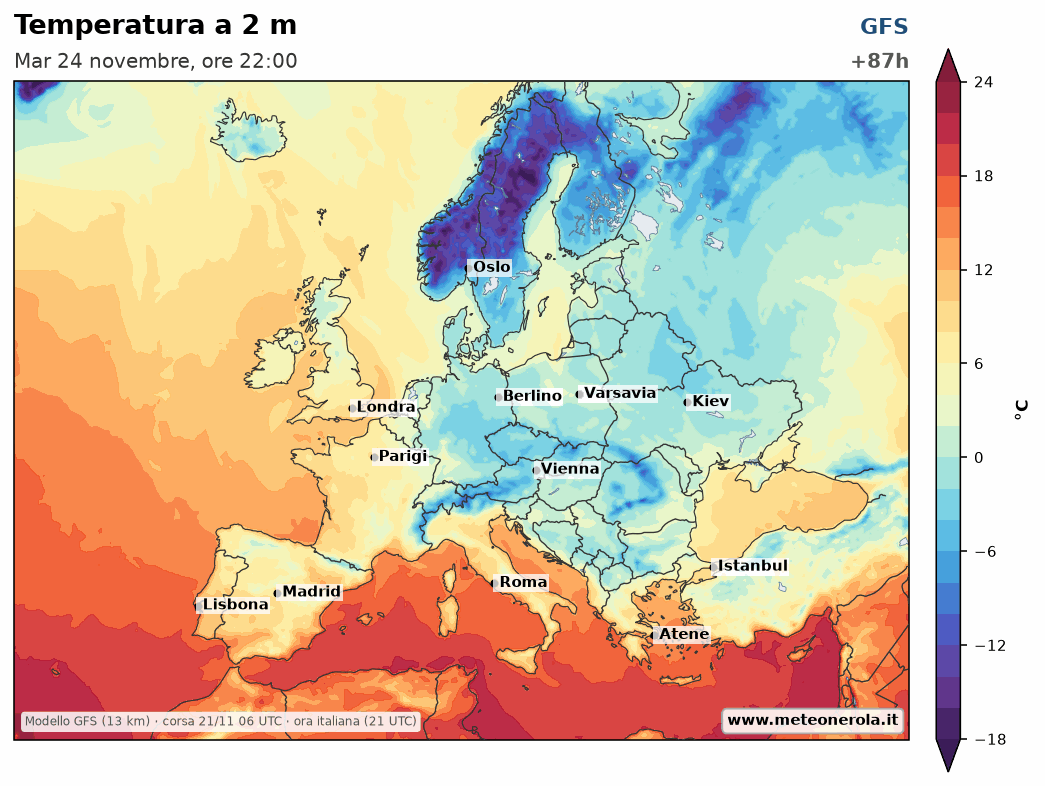 Temperatura a 2 m
GFS
Mar 24 novembre, ore 22:00
+87h
24
18
12
6
0
−6
−12
−18
°C
Oslo
Berlino
Varsavia
Kiev
Londra
Parigi
Vienna
Istanbul
Roma
Madrid
Lisbona
Atene
Modello GFS (13 km) · corsa 21/11 06 UTC · ora italiana (21 UTC)
www.meteonerola.it